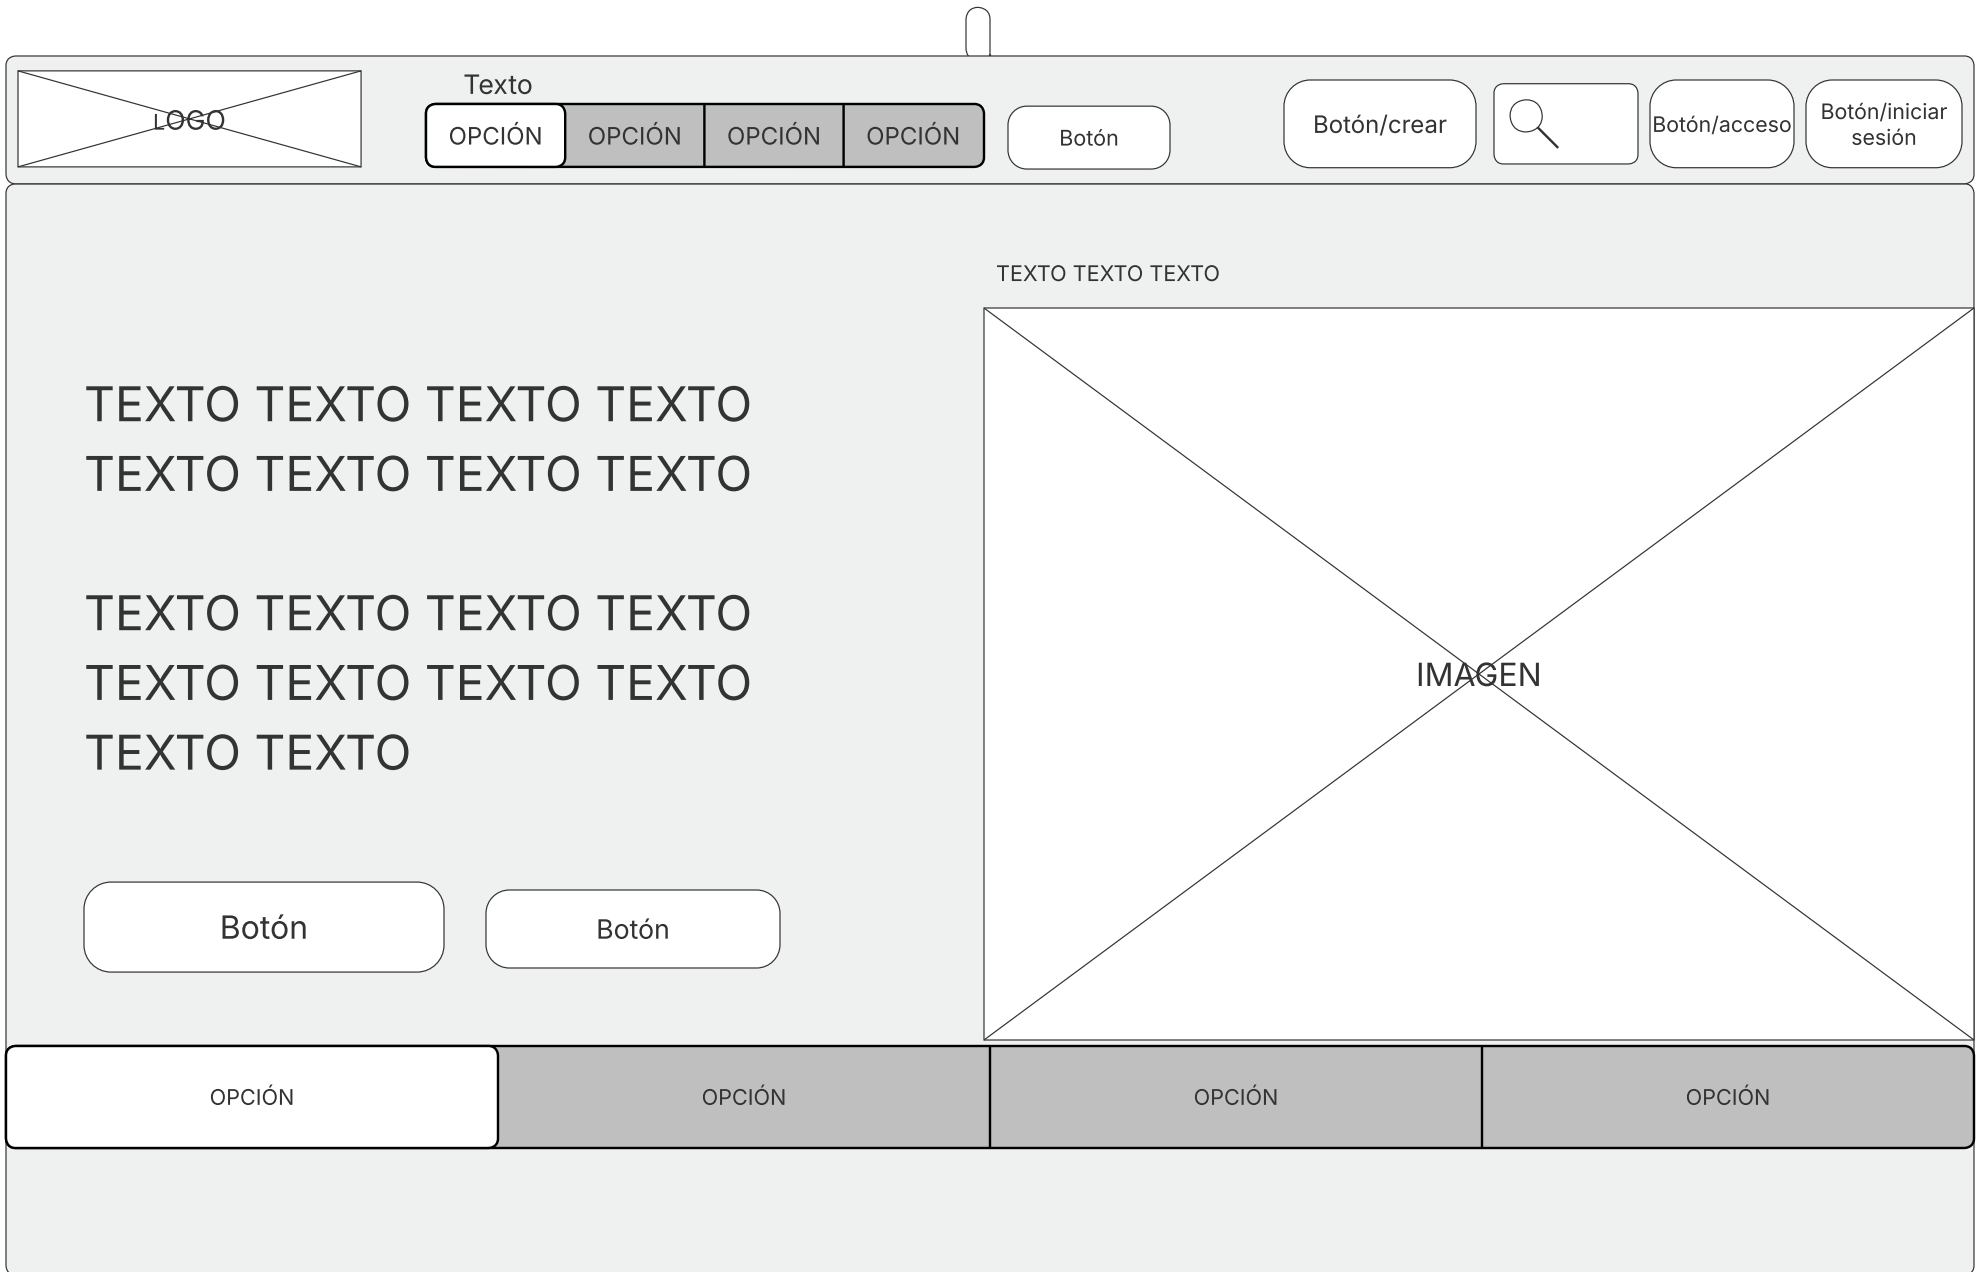 LOGO
Texto
OPCIÓN OPCIÓN OPCIÓN OPCIÓN
Botón
Botón/crear
Botón/acceso
Botón/iniciar
sesión
TEXTO TEXTO TEXTO
TEXTO TEXTO TEXTO TEXTO
TEXTO TEXTO TEXTO TEXTO
TEXTO TEXTO TEXTO TEXTO
TEXTO TEXTO TEXTO TEXTO
TEXTO TEXTO
IMAGEN
Botón
Botón
OPCIÓN OPCIÓN OPCIÓN OPCIÓN